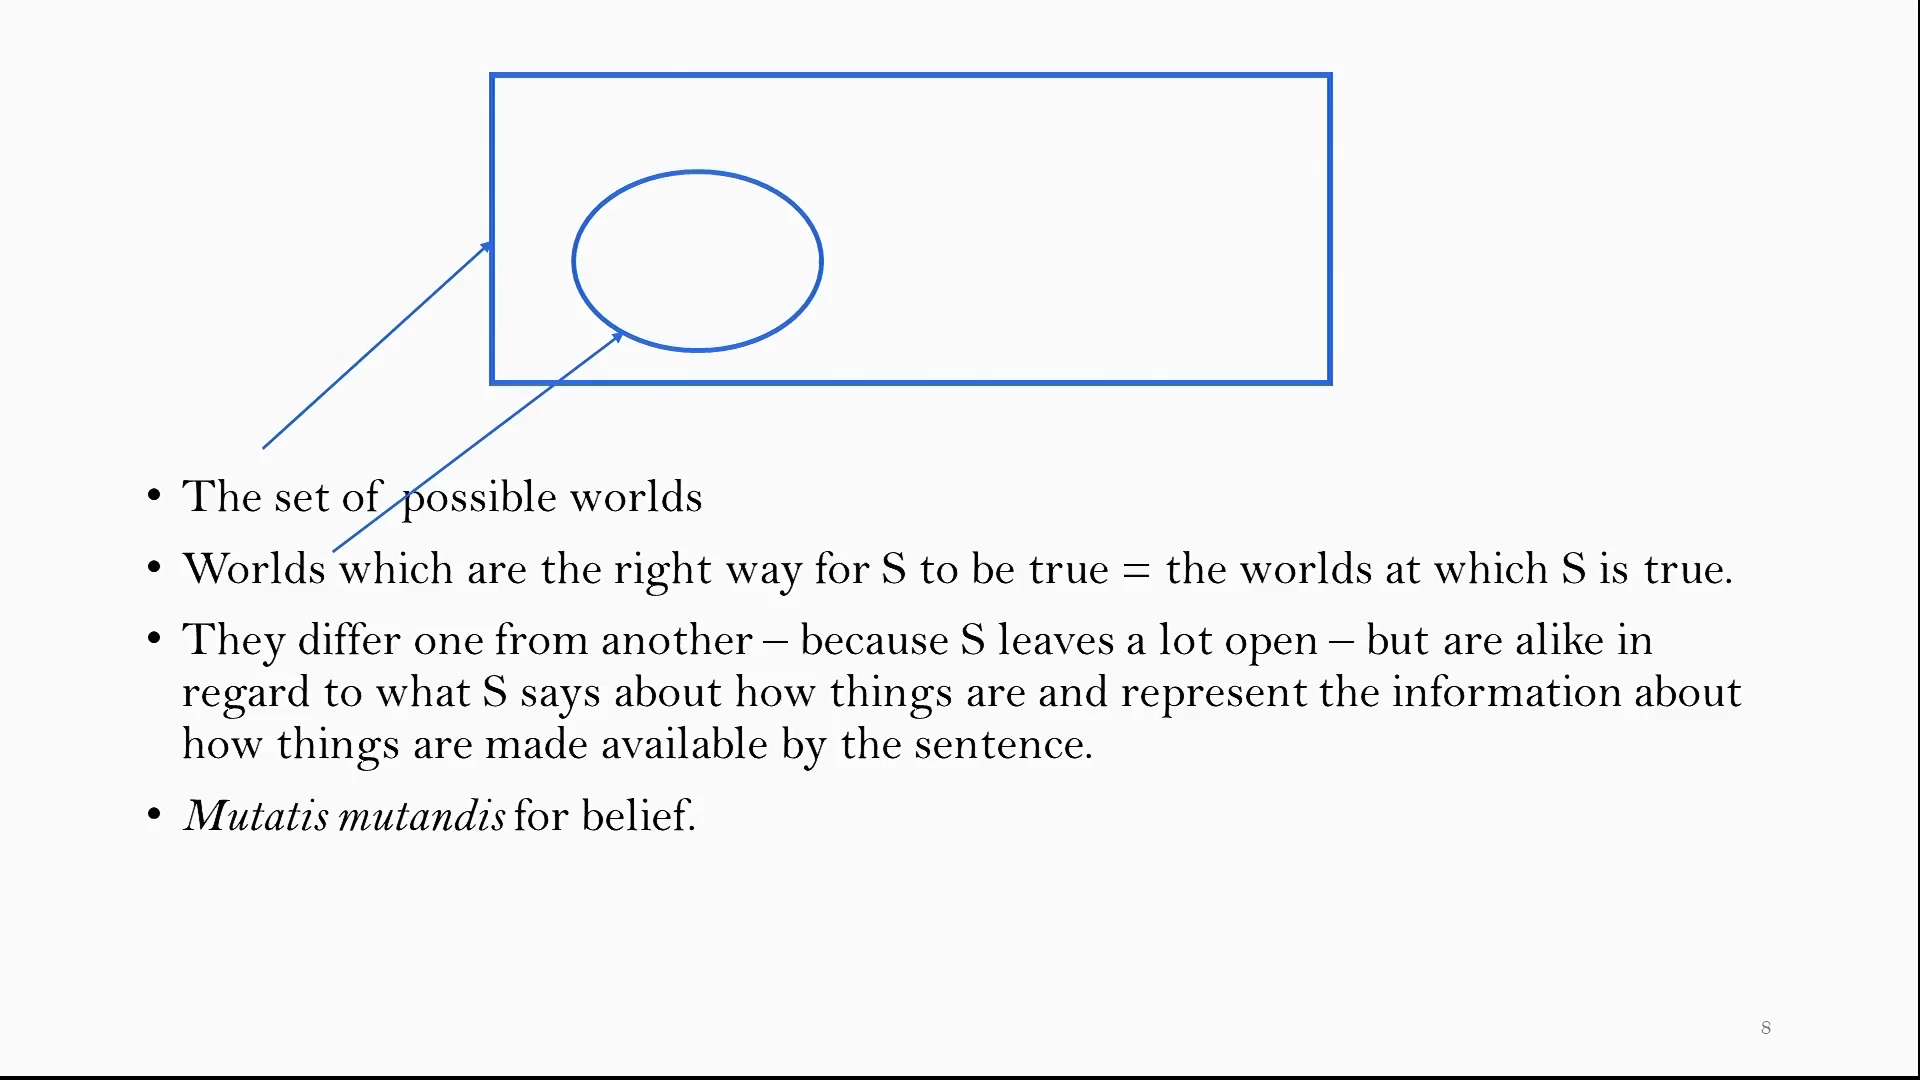 • The set of possible worlds
• Worlds which are the right way for S to be true = the worlds at which S is true.
• They differ one from another – because S leaves a lot open – but are alike in
regard to what S says about how things are and represent the information about
how things are made available by the sentence.
• Mutatis mutandis for belief.
8